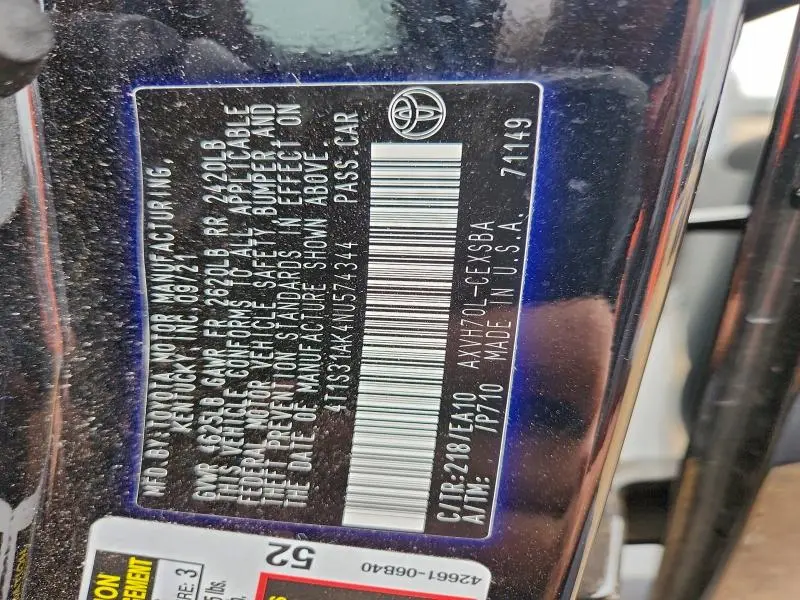 MFD.BY:TOYOTA MOTOR MANUFACTURING,
KENTUCKY, INC. 09/21
GVWR 4625LB GAWR FR 2620LB RR 2420LB
THIS VEHICLE CONFORMS TO ALL APPLICABLE
FEDERAL MOTOR VEHICLE SAFETY, BUMPER, AND
THEFT PREVENTION STANDARDS IN EFFECT ON
THE DATE OF MANUFACTURE SHOWN ABOVE.
4T1S31AK4NU574344 PASS.CAR
C/TR:218/EA10 AXVH70L-CEXSBA
A/TM: /P710 MADE IN U.S.A. 71149
52
42661-06B40